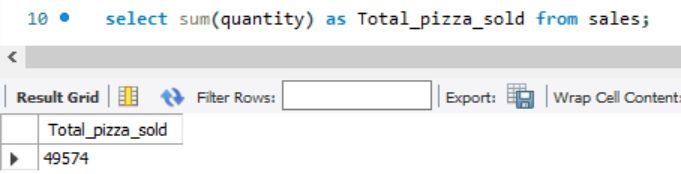 10 select sum(quantity) as Total_pizza_sold from sales;
Result Grid Filter Rows: Export: Wrap Cell Content:
Total_pizza_sold
49574